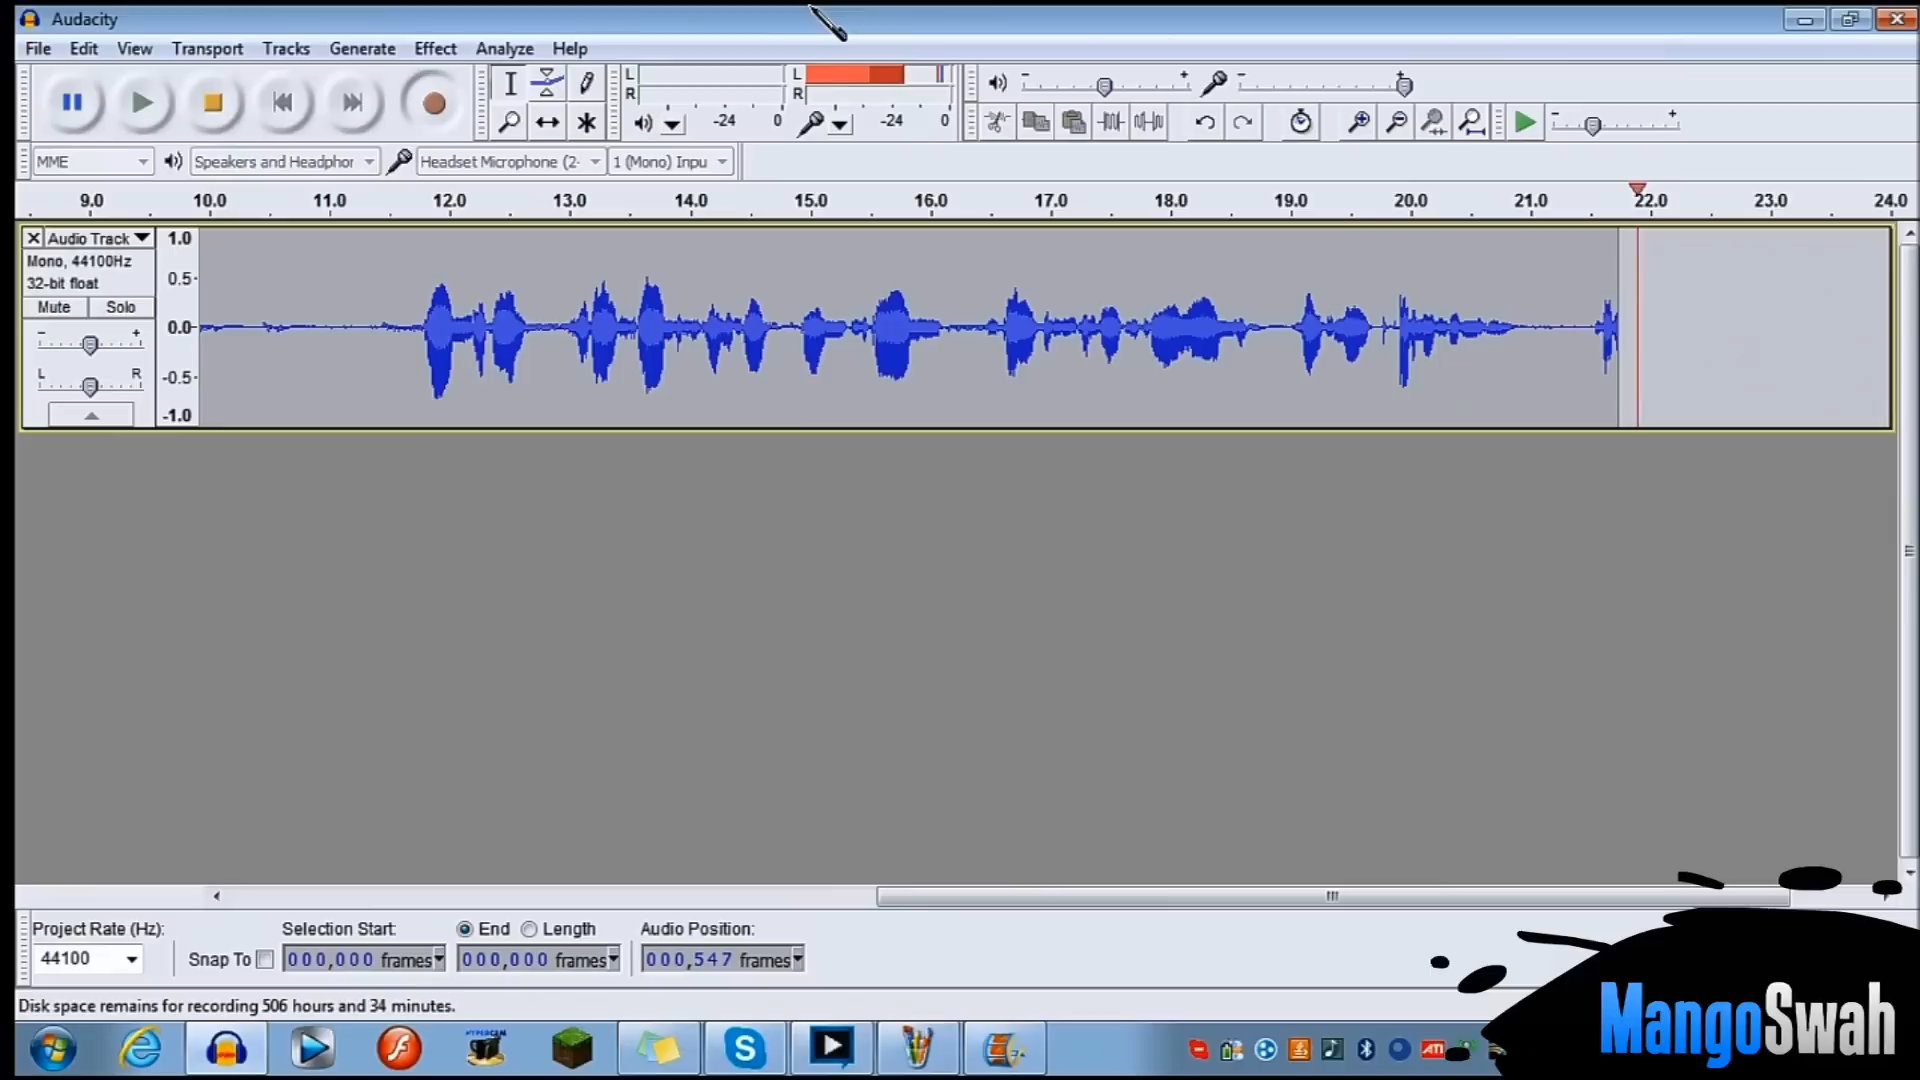 Audacity
File Edit View Transport Tracks Generate Effect Analyze Help
L L
R R
-24 0 -24 0
MME Speakers and Headphor Headset Microphone (2- 1 (Mono) Inpu
9.0 10.0 11.0 12.0 13.0 14.0 15.0 16.0 17.0 18.0 19.0 20.0 21.0 22.0 23.0 24.0
Audio Track
Mono, 44100Hz
32-bit float
Mute Solo
L R
1.0
0.5
0.0
-0.5
-1.0
Project Rate (Hz): Selection Start: End Length Audio Position:
44100 Snap To 000,000 frames 000,000 frames 000,547 frames
Disk space remains for recording 506 hours and 34 minutes.
HYPERCAM
ATI
MangoSwah